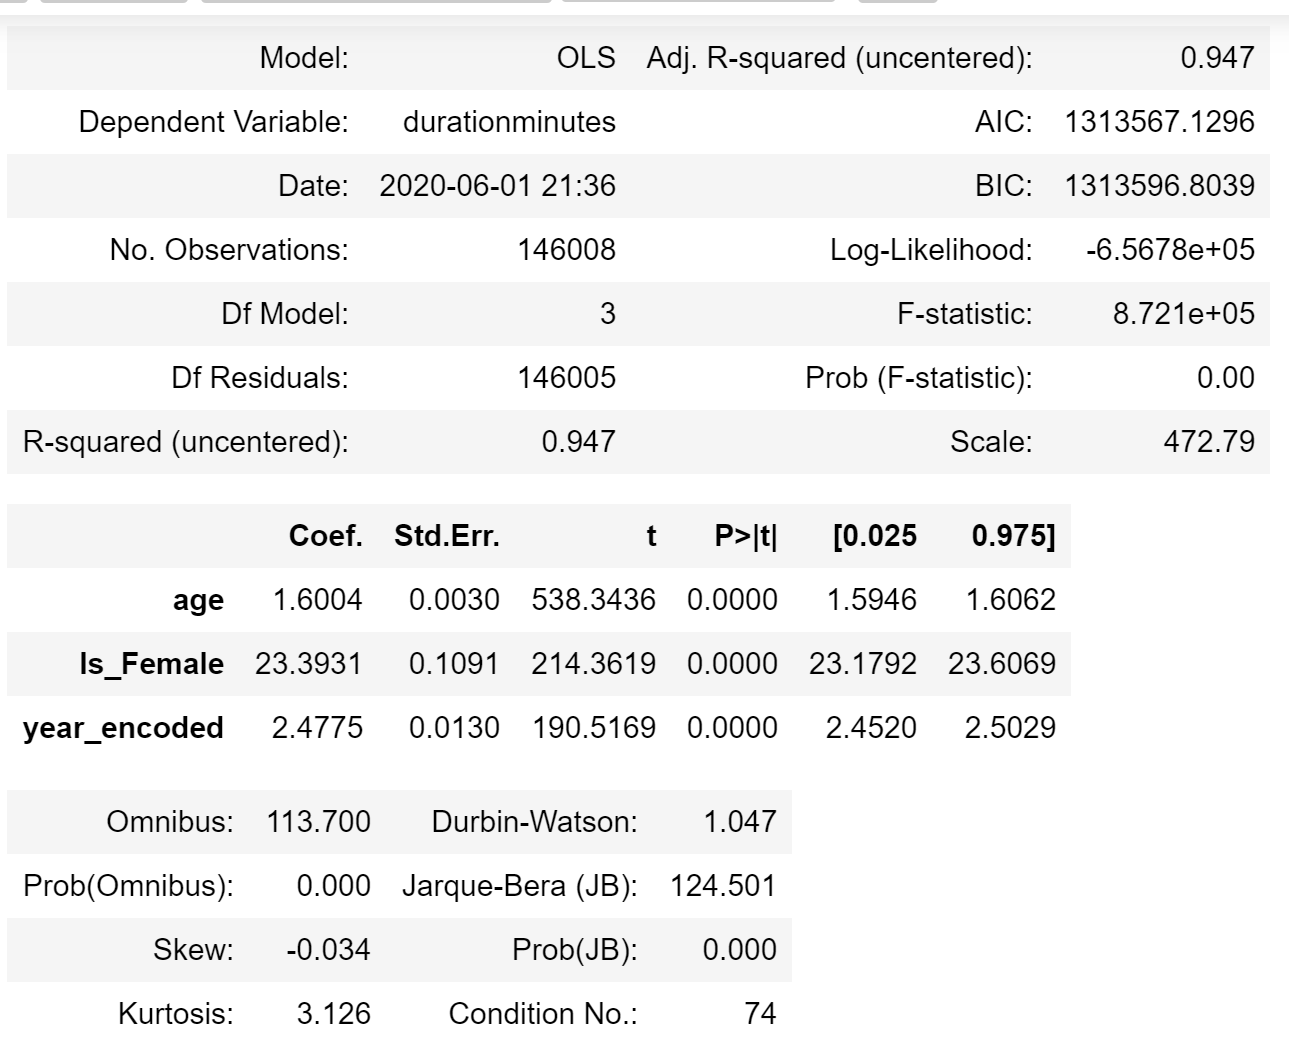 Model: OLS Adj. R-squared (uncentered): 0.947
Dependent Variable: durationminutes AIC: 1313567.1296
Date: 2020-06-01 21:36 BIC: 1313596.8039
No. Observations: 146008 Log-Likelihood: -6.5678e+05
Df Model: 3 F-statistic: 8.721e+05
Df Residuals: 146005 Prob (F-statistic): 0.00
R-squared (uncentered): 0.947 Scale: 472.79
Coef. Std.Err. t P>|t| [0.025 0.975]
age 1.6004 0.0030 538.3436 0.0000 1.5946 1.6062
Is_Female 23.3931 0.1091 214.3619 0.0000 23.1792 23.6069
year_encoded 2.4775 0.0130 190.5169 0.0000 2.4520 2.5029
Omnibus: 113.700 Durbin-Watson: 1.047
Prob(Omnibus): 0.000 Jarque-Bera (JB): 124.501
Skew: -0.034 Prob(JB): 0.000
Kurtosis: 3.126 Condition No.: 74